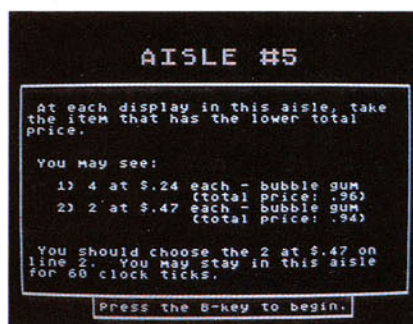 AISLE #5
At each display in this aisle, take
the item that has the lower total
price.
You may see:
1) 4 at $.24 each - bubble gum
(total price: .96)
2) 2 at $.47 each - bubble gum
(total price: .94)
You should choose the 2 at $.47 on
line 2. You may stay in this aisle
for 60 clock ticks.
Press the B-key to begin.